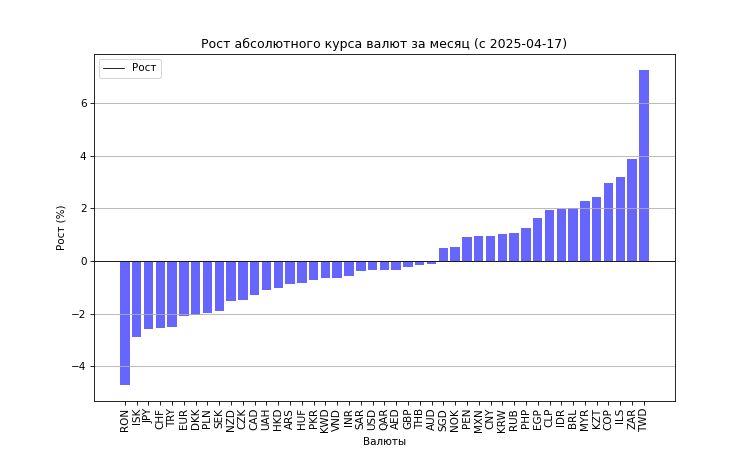 Рост абсолютного курса валют за месяц (с 2025-04-17)
Рост
Рост (%)
6
4
2
0
−2
−4
RON ISK JPY CHF TRY EUR DKK PLN SEK NZD CZK CAD UAH HKD ARS HUF PKR KWD VND INR SAR USD QAR AED GBP THB AUD SGD NOK PEN MXN CNY KRW RUB PHP EGP CLP IDR BRL MYR KZT COP ILS ZAR TWD
Валюты